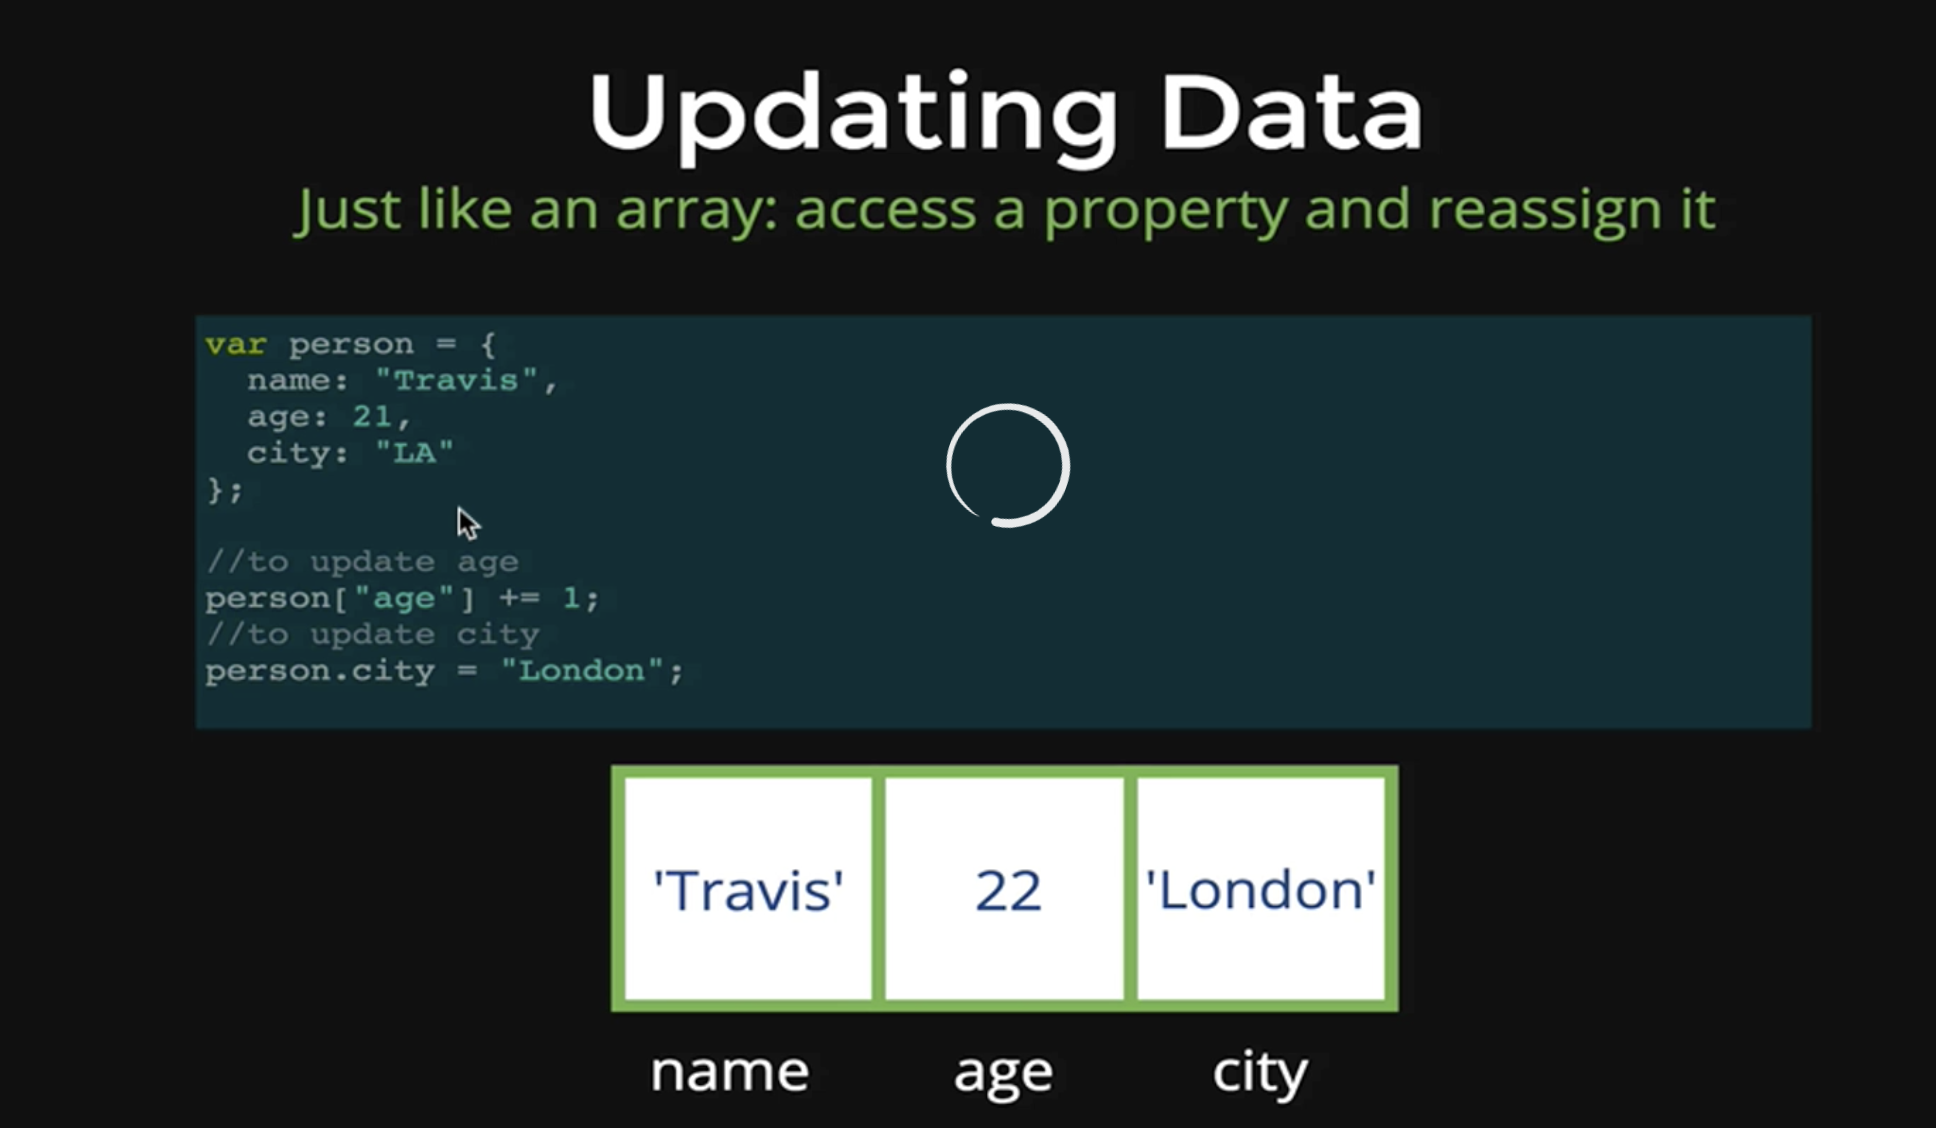 Updating Data
Just like an array: access a property and reassign it
var person = {
  name: "Travis",
  age: 21,
  city: "LA"
};
//to update age
person["age"] += 1;
//to update city
person.city = "London";
'Travis' 22 'London'
name age city